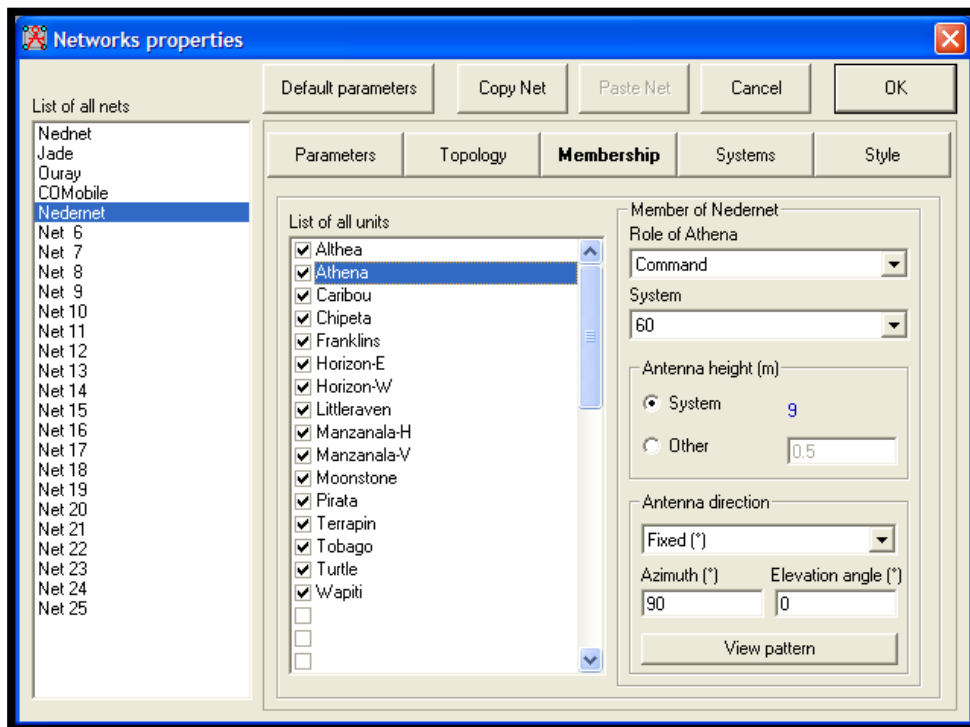 Networks properties
Default parameters
Copy Net
Paste Net
Cancel
OK
List of all nets
Nednet
Jade
Ouray
COMobile
Nedernet
Net 6
Net 7
Net 8
Net 9
Net 10
Net 11
Net 12
Net 13
Net 14
Net 15
Net 16
Net 17
Net 18
Net 19
Net 20
Net 21
Net 22
Net 23
Net 24
Net 25
Parameters
Topology
Membership
Systems
Style
List of all units
Althea
Athena
Caribou
Chipeta
Franklins
Horizon-E
Horizon-W
Littleraven
Manzanala-H
Manzanala-V
Moonstone
Pirata
Terrapin
Tobago
Turtle
Wapiti
Member of Nedernet
Role of Athena
Command
System
60
Antenna height (m)
System 9
Other 0.5
Antenna direction
Fixed (°)
Azimuth (°) Elevation angle (°)
90 0
View pattern